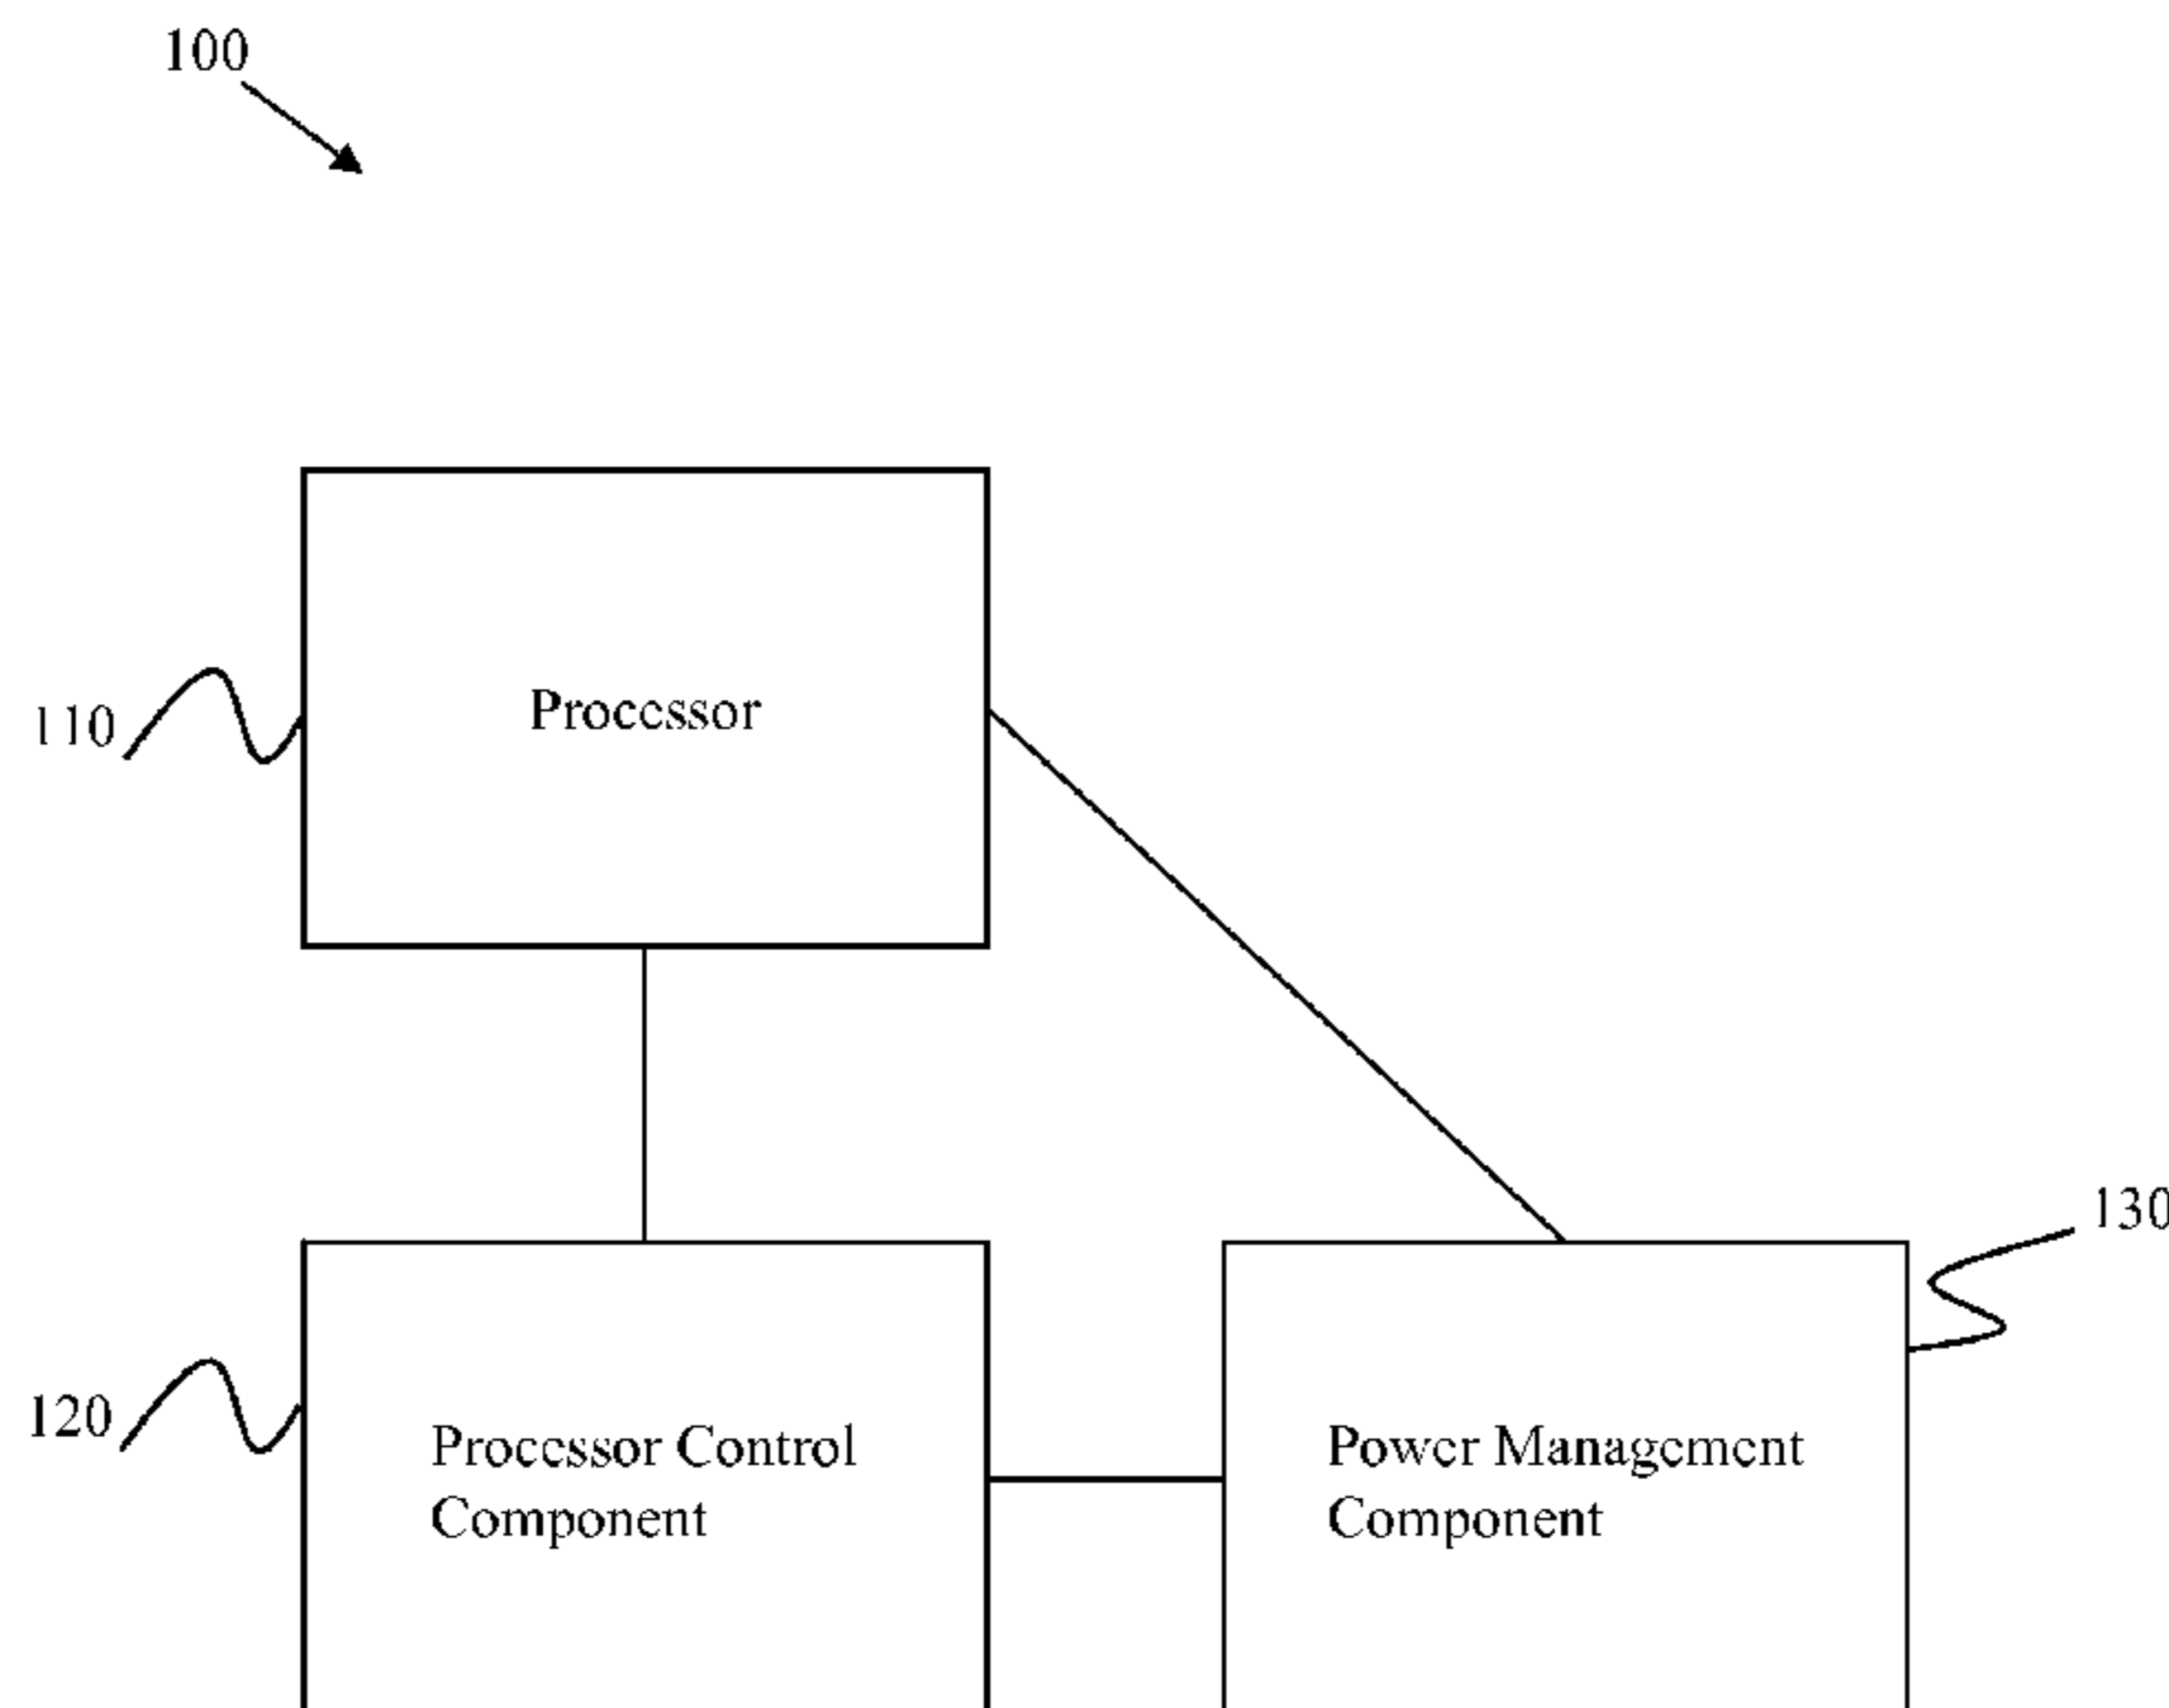 100
Processor
110
130
120
Processor Control
Component
Power Management
Component